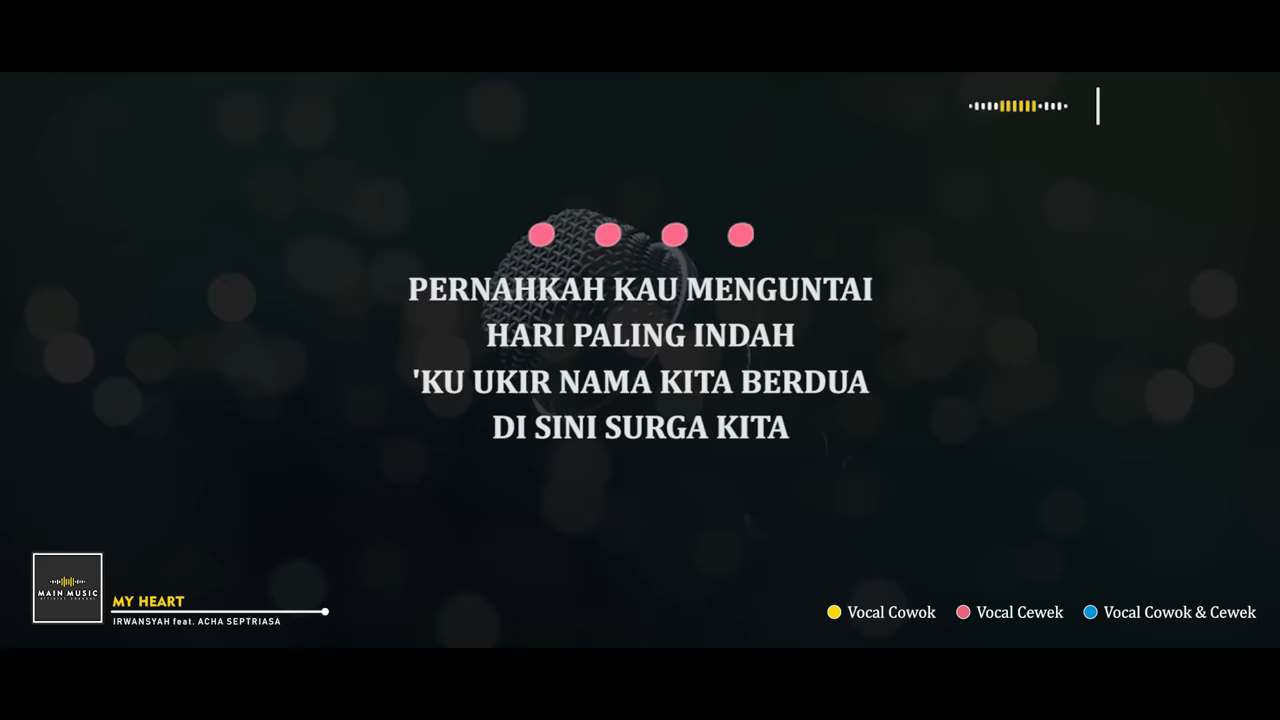 PERNAHKAH KAU MENGUNTAI
HARI PALING INDAH
'KU UKIR NAMA KITA BERDUA
DI SINI SURGA KITA
MAIN MUSIC
MY HEART
IRWANSYAH feat. ACHA SEPTRIASA
Vocal Cowok
Vocal Cewek
Vocal Cowok & Cewek